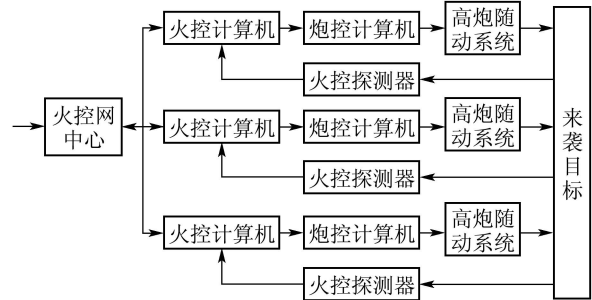 火控计算机
炮控计算机
高炮随
动系统
火控探测器
火控网
中心
火控计算机
炮控计算机
高炮随
动系统
火控探测器
来袭目标
火控计算机
炮控计算机
高炮随
动系统
火控探测器